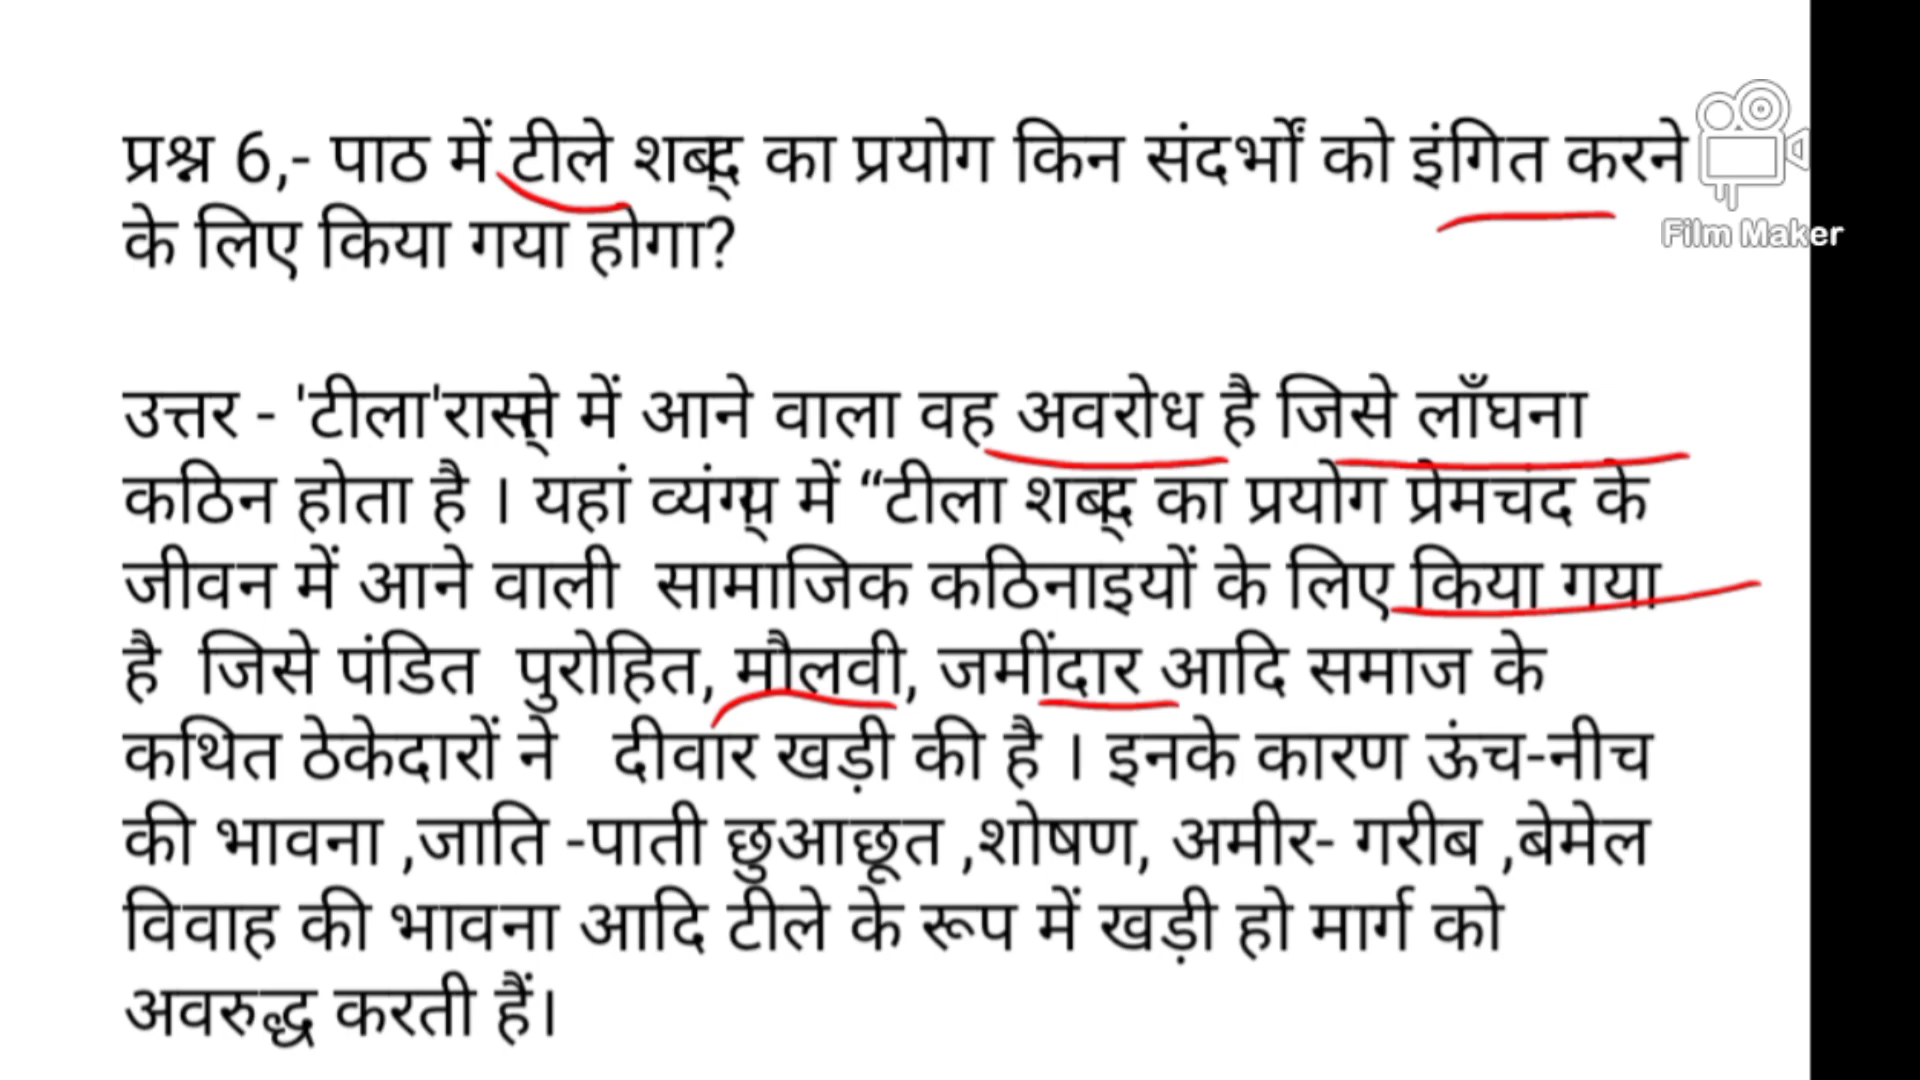 प्रश्न 6,- पाठ में टीले शब्द का प्रयोग किन संदर्भों को इंगित करने
के लिए किया गया होगा?
Film Maker
उत्तर - 'टीला'रास्ते में आने वाला वह अवरोध है जिसे लाँघना
कठिन होता है । यहां व्यंग्य में “टीला शब्द का प्रयोग प्रेमचंद के
जीवन में आने वाली सामाजिक कठिनाइयों के लिए किया गया
है जिसे पंडित पुरोहित, मौलवी, जमींदार आदि समाज के
कथित ठेकेदारों ने दीवार खड़ी की है । इनके कारण ऊंच-नीच
की भावना ,जाति -पाती छुआछूत ,शोषण, अमीर- गरीब ,बेमेल
विवाह की भावना आदि टीले के रूप में खड़ी हो मार्ग को
अवरुद्ध करती हैं।